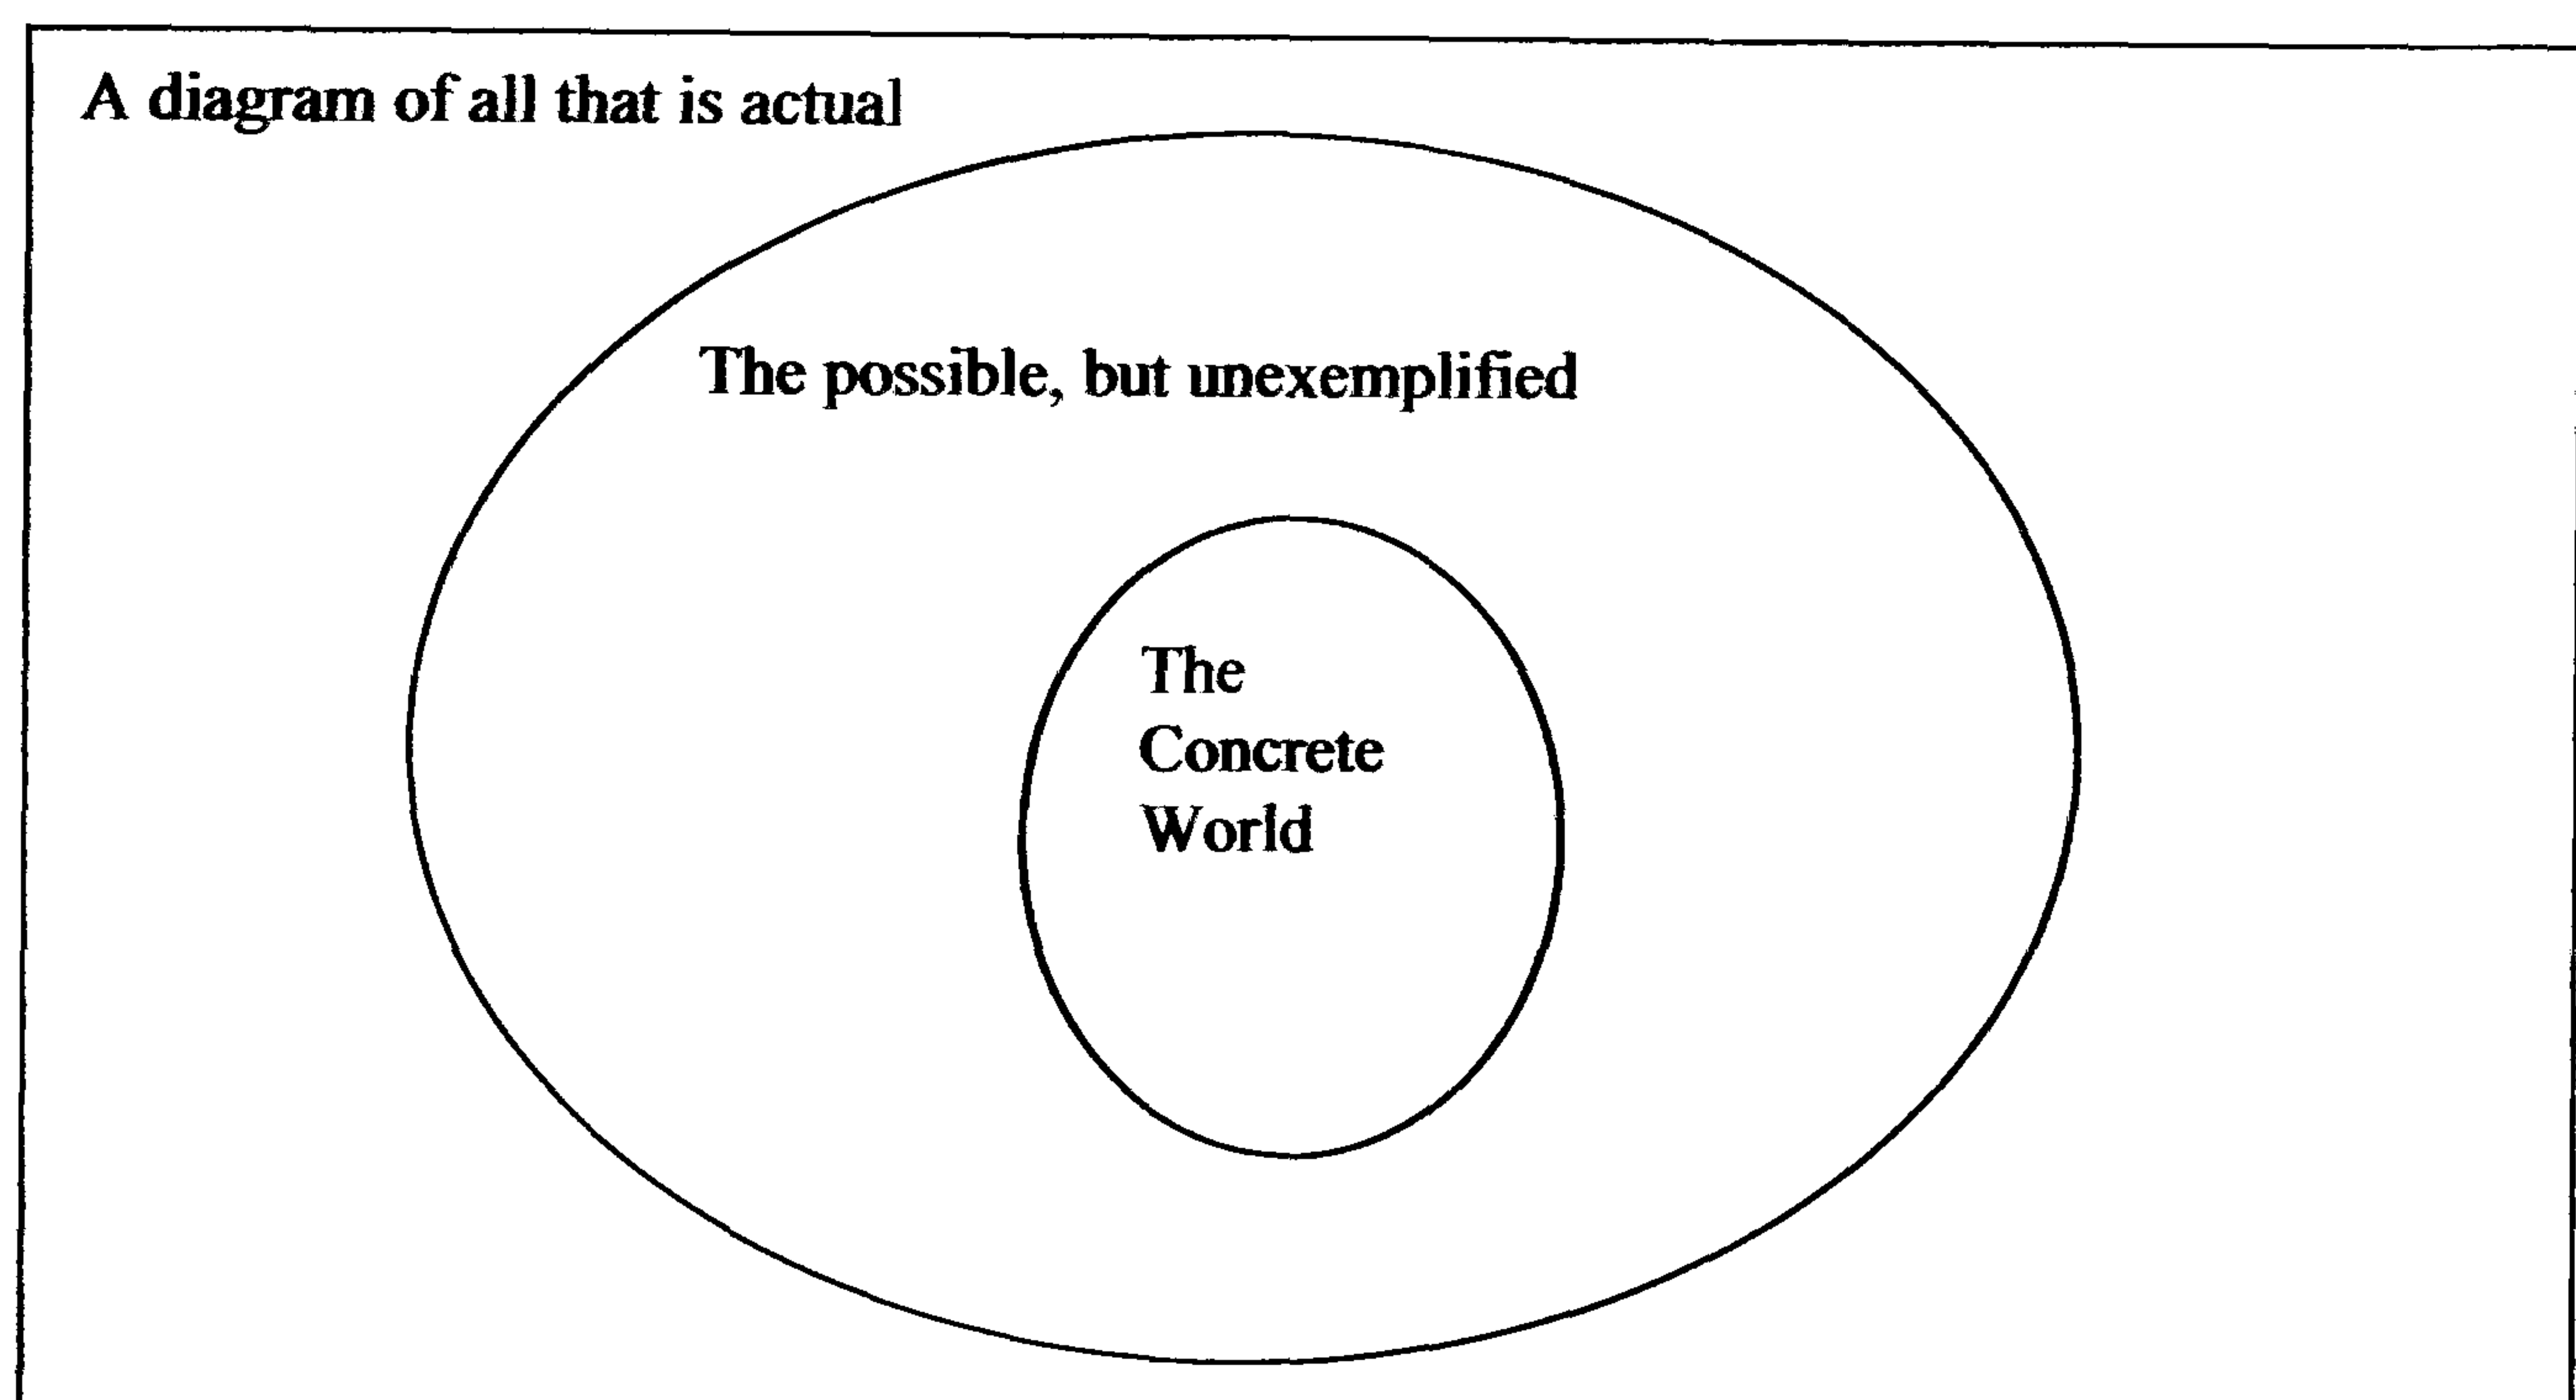 A diagram of all that is actual
The possible, but unexemplified
The
Concrete
World